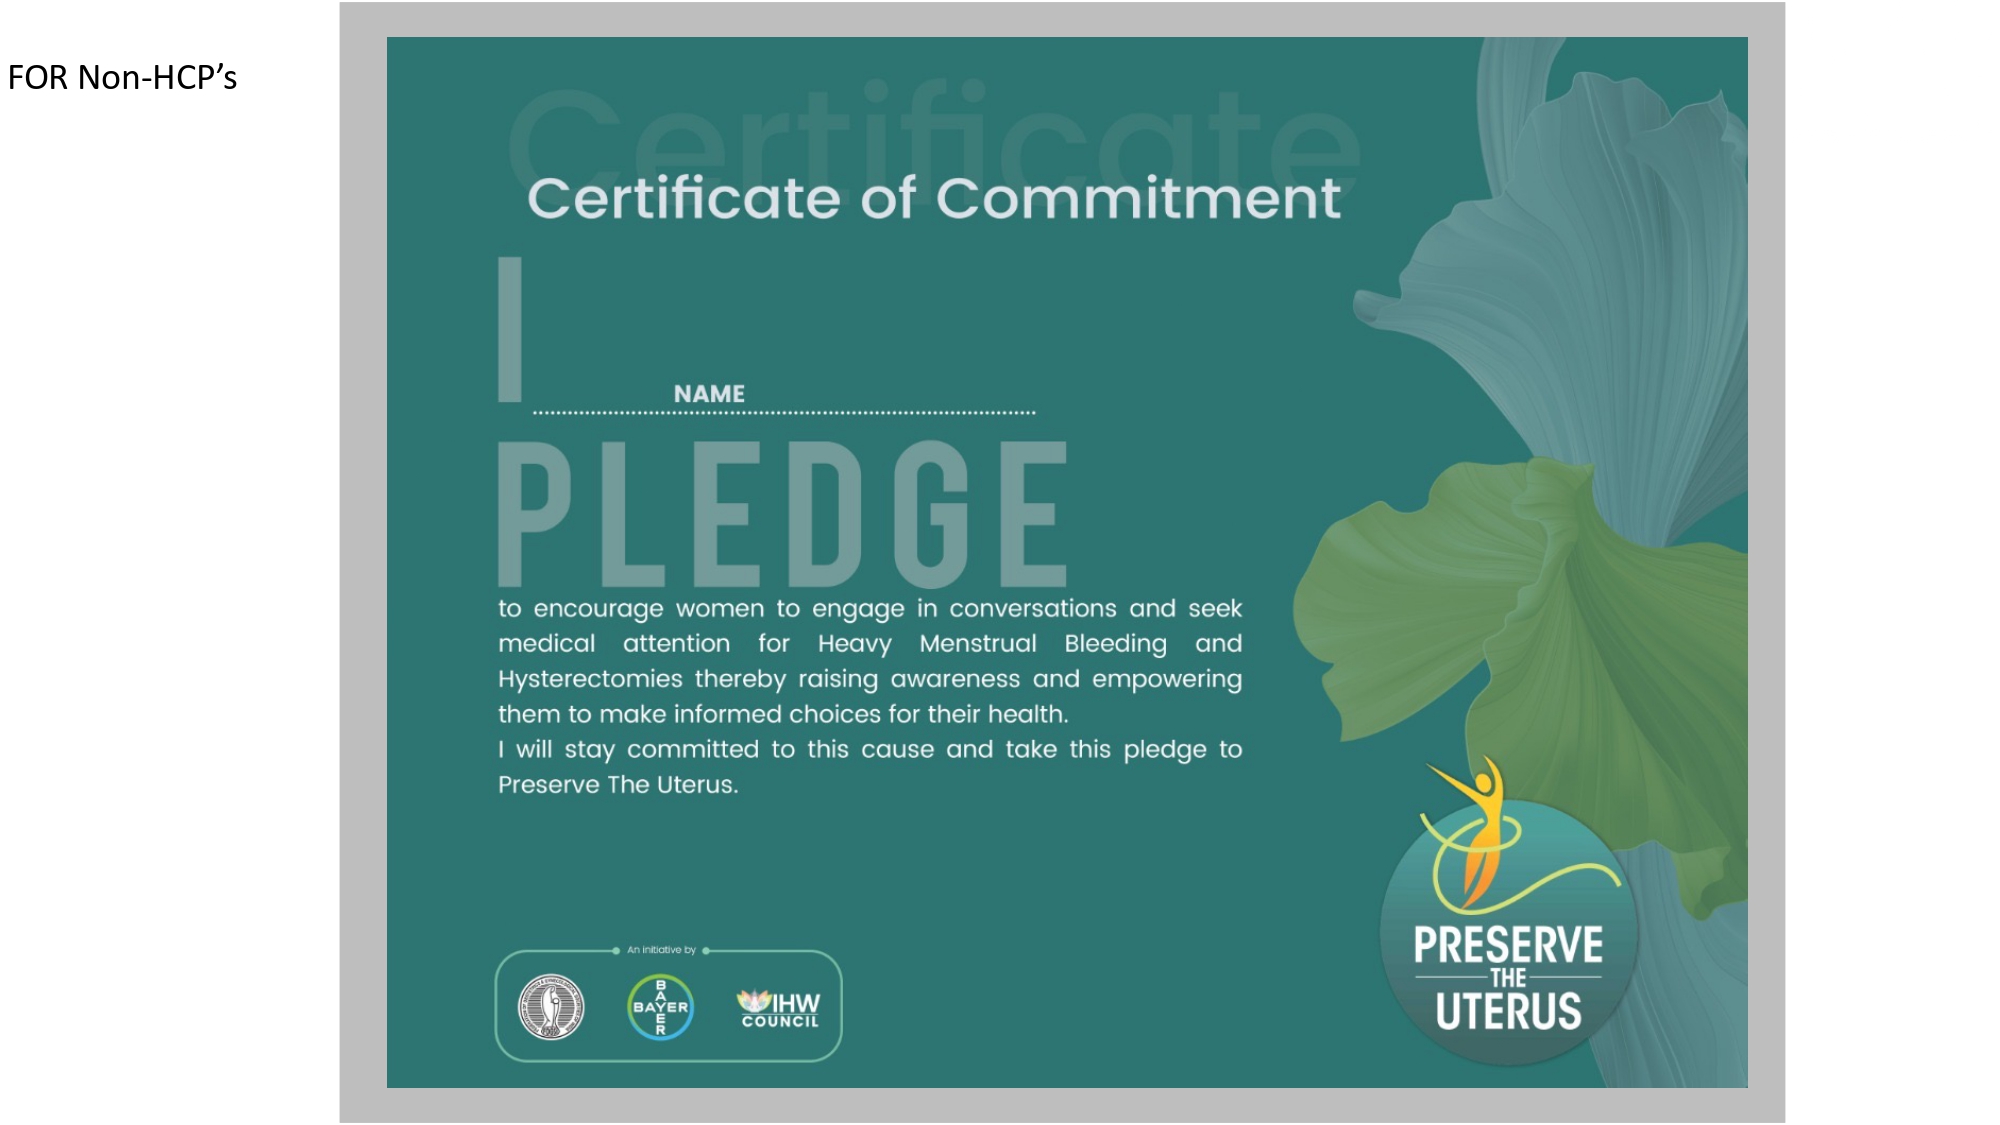 FOR Non-HCP’s
Certificate
Certificate of Commitment
I
NAME
PLEDGE
to encourage women to engage in conversations and seek
medical attention for Heavy Menstrual Bleeding and
Hysterectomies thereby raising awareness and empowering
them to make informed choices for their health.
I will stay committed to this cause and take this pledge to
Preserve The Uterus.
An initiative by
BAYER
BAYER
IHW
COUNCIL
PRESERVE
THE
UTERUS